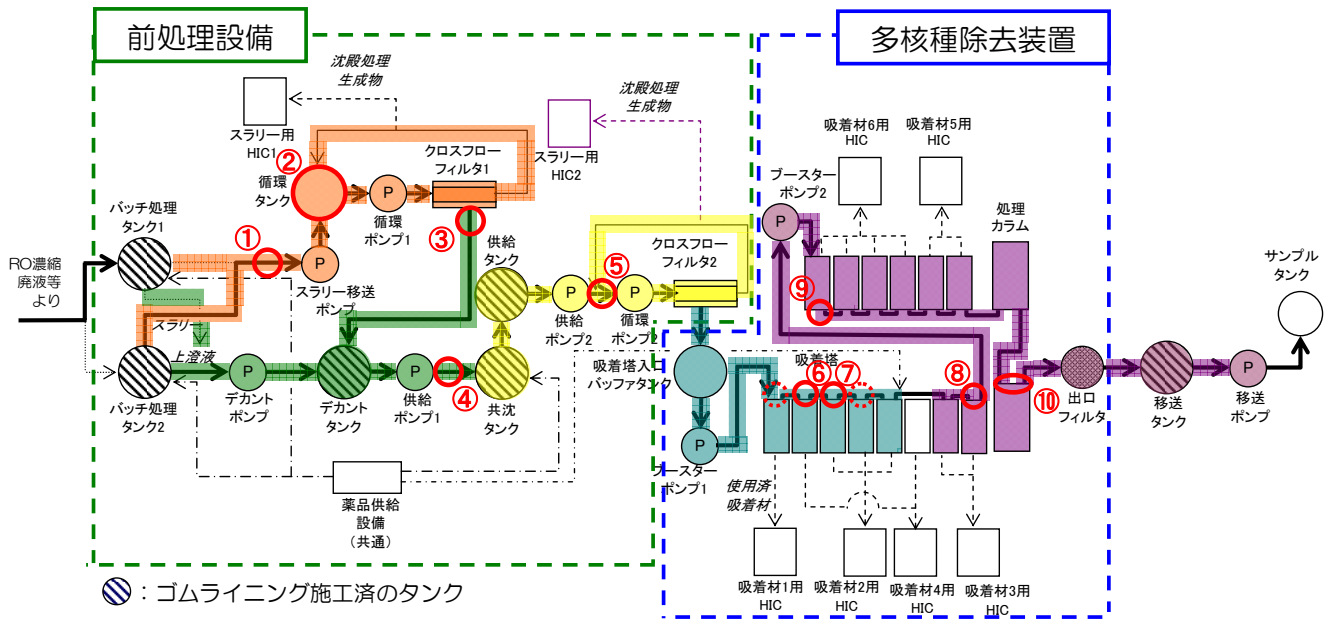 前処理設備
多核種除去装置
沈殿処理
生成物
沈殿処理
生成物
スラリー用
HIC1
スラリー用
HIC2
吸着材6用
HIC
吸着材5用
HIC
②
循環
タンク
P
循環
ポンプ1
クロスフロー
フィルタ1
ブースター
ポンプ2
P
処理
カラム
バッチ処理
タンク1
①
P
スラリー移送
ポンプ
③
供給
タンク
⑤
クロスフロー
フィルタ2
⑨
サンプル
タンク
RO濃縮
廃液等
より
スラリー
上澄液
P
供給
ポンプ2
P
循環
ポンプ2
バッチ処理
タンク2
P
デカント
ポンプ
デカント
タンク
P
供給
ポンプ1
④
共沈
タンク
吸着塔入口
バッファタンク
吸着塔
⑥
⑦
⑧
⑩
出口
フィルタ
移送
タンク
P
移送
ポンプ
P
ブースター
ポンプ1
薬品供給
設備
(共通)
使用済
吸着材
吸着材1用
HIC
吸着材2用
HIC
吸着材4用
HIC
吸着材3用
HIC
:ゴムライニング施工済のタンク